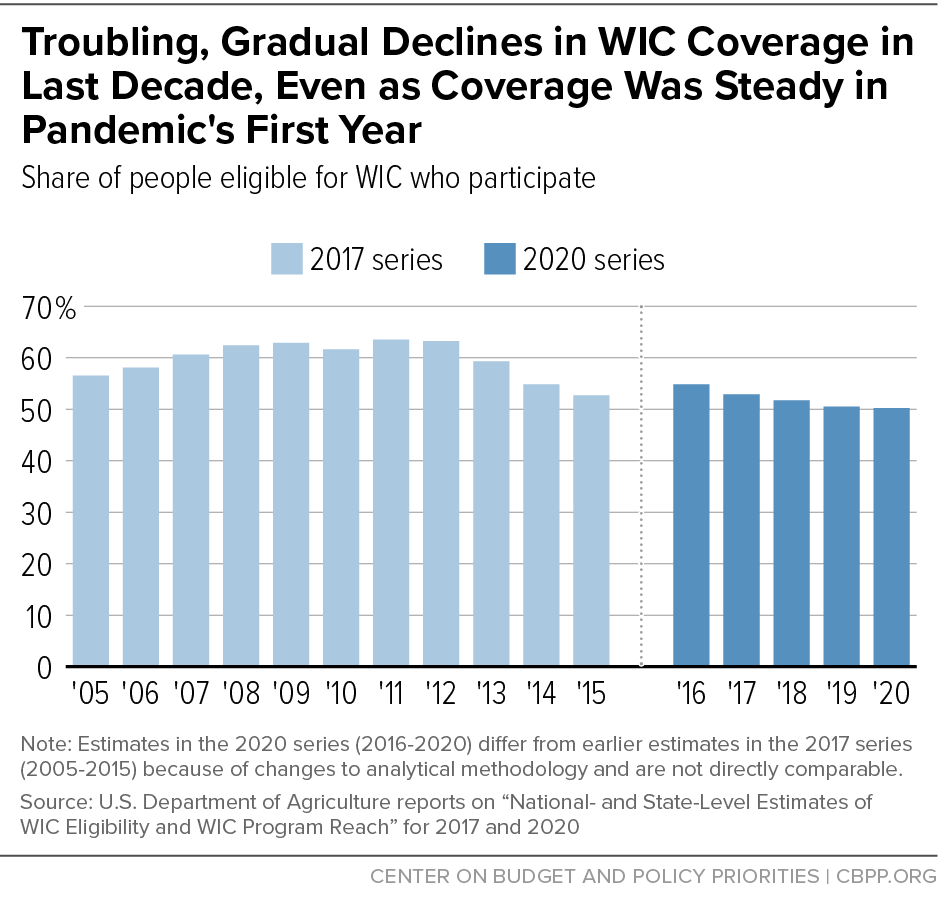 Troubling, Gradual Declines in WIC Coverage in
Last Decade, Even as Coverage Was Steady in
Pandemic's First Year
Share of people eligible for WIC who participate
2017 series 2020 series
70%
60
50
40
30
20
10
0
'05 '06 '07 '08 '09 '10 '11 '12 '13 '14 '15 '16 '17 '18 '19 '20
Note: Estimates in the 2020 series (2016-2020) differ from earlier estimates in the 2017 series
(2005-2015) because of changes to analytical methodology and are not directly comparable.
Source: U.S. Department of Agriculture reports on “National- and State-Level Estimates of
WIC Eligibility and WIC Program Reach” for 2017 and 2020
CENTER ON BUDGET AND POLICY PRIORITIES | CBPP.ORG